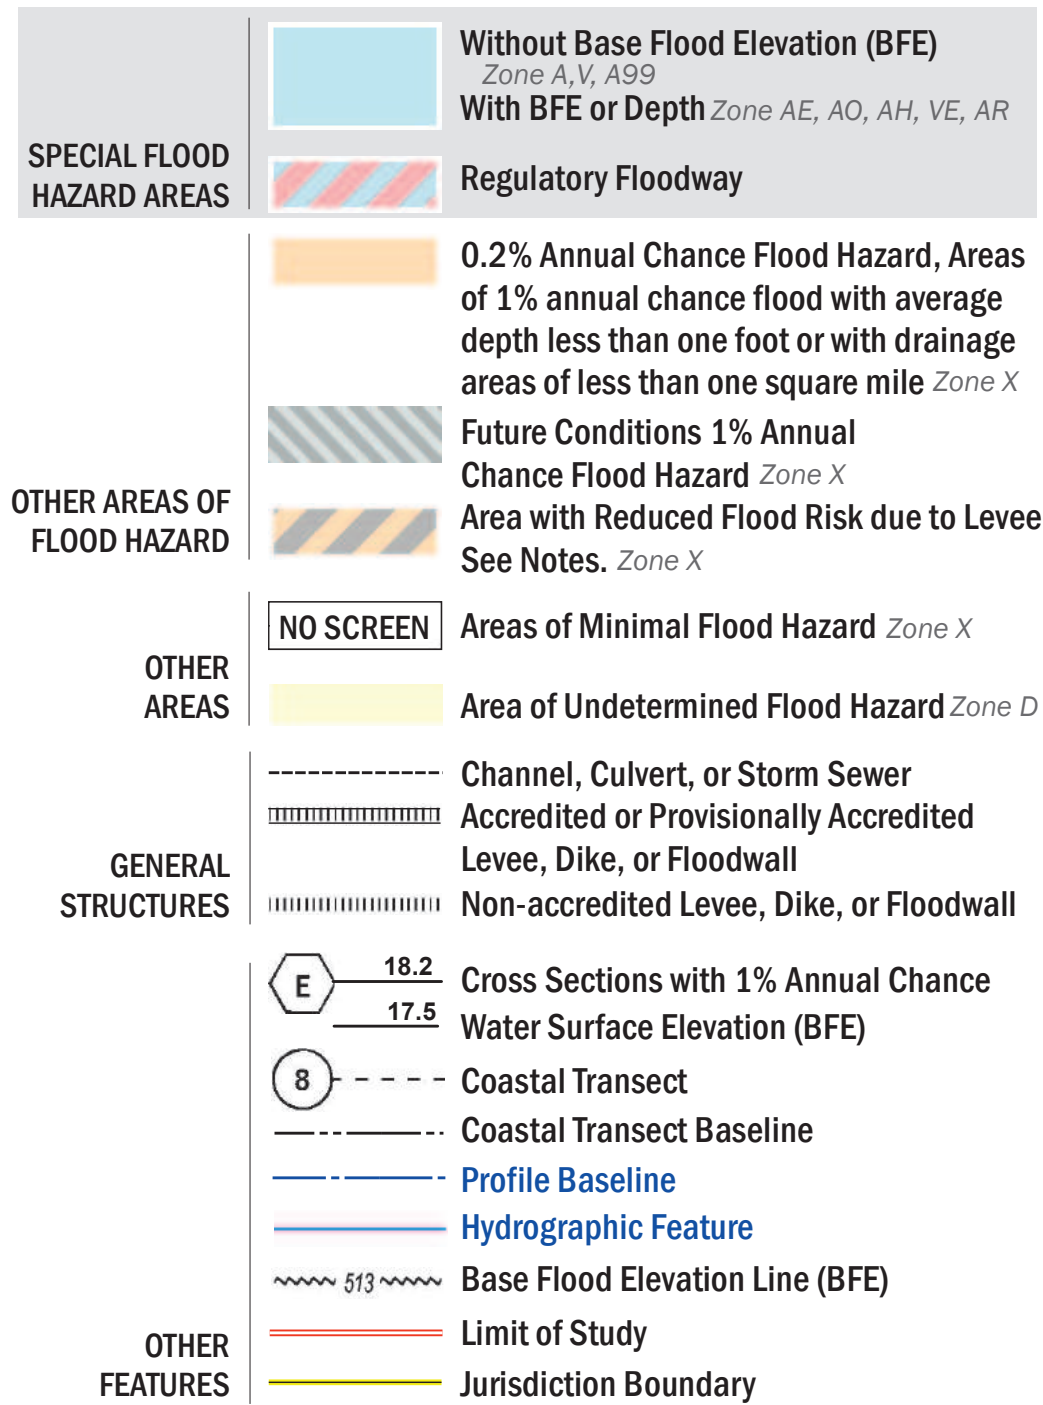 SPECIAL FLOOD
HAZARD AREAS
Without Base Flood Elevation (BFE)
Zone A,V, A99
With BFE or Depth Zone AE, AO, AH, VE, AR
Regulatory Floodway
OTHER AREAS OF
FLOOD HAZARD
0.2% Annual Chance Flood Hazard, Areas
of 1% annual chance flood with average
depth less than one foot or with drainage
areas of less than one square mile Zone X
Future Conditions 1% Annual
Chance Flood Hazard Zone X
Area with Reduced Flood Risk due to Levee
See Notes. Zone X
OTHER
AREAS
NO SCREEN Areas of Minimal Flood Hazard Zone X
Area of Undetermined Flood Hazard Zone D
GENERAL
STRUCTURES
Channel, Culvert, or Storm Sewer
Accredited or Provisionally Accredited
Levee, Dike, or Floodwall
Non-accredited Levee, Dike, or Floodwall
OTHER
FEATURES
E 18.2 Cross Sections with 1% Annual Chance
17.5 Water Surface Elevation (BFE)
8 Coastal Transect
Coastal Transect Baseline
Profile Baseline
Hydrographic Feature
513 Base Flood Elevation Line (BFE)
Limit of Study
Jurisdiction Boundary